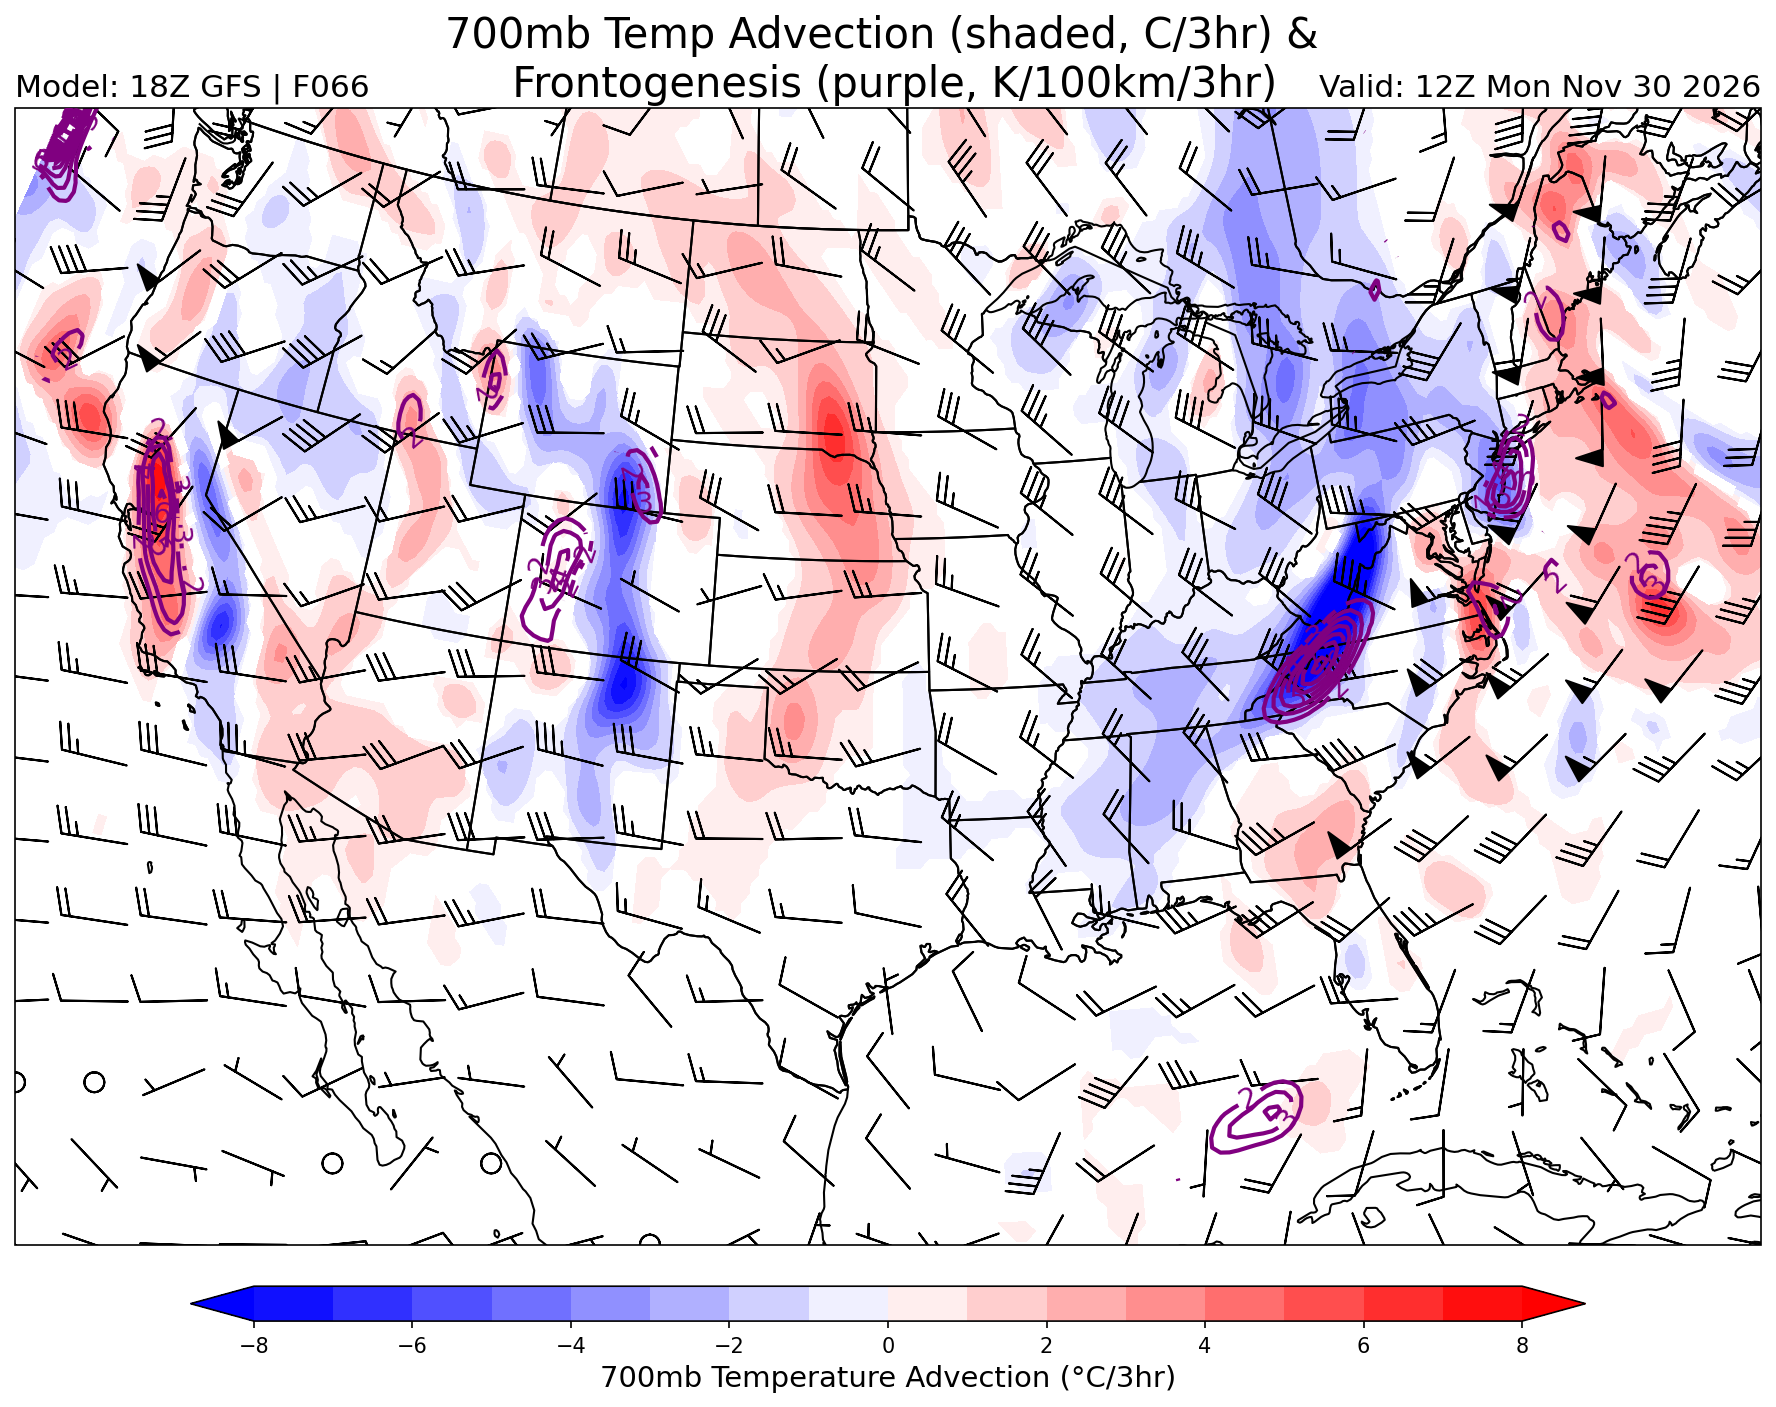 700mb Temp Advection (shaded, C/3hr) &
Model: 18Z GFS | F066
Frontogenesis (purple, K/100km/3hr)
Valid: 12Z Mon Nov 30 2026
−8 −6 −4 −2 0 2 4 6 8
700mb Temperature Advection (°C/3hr)